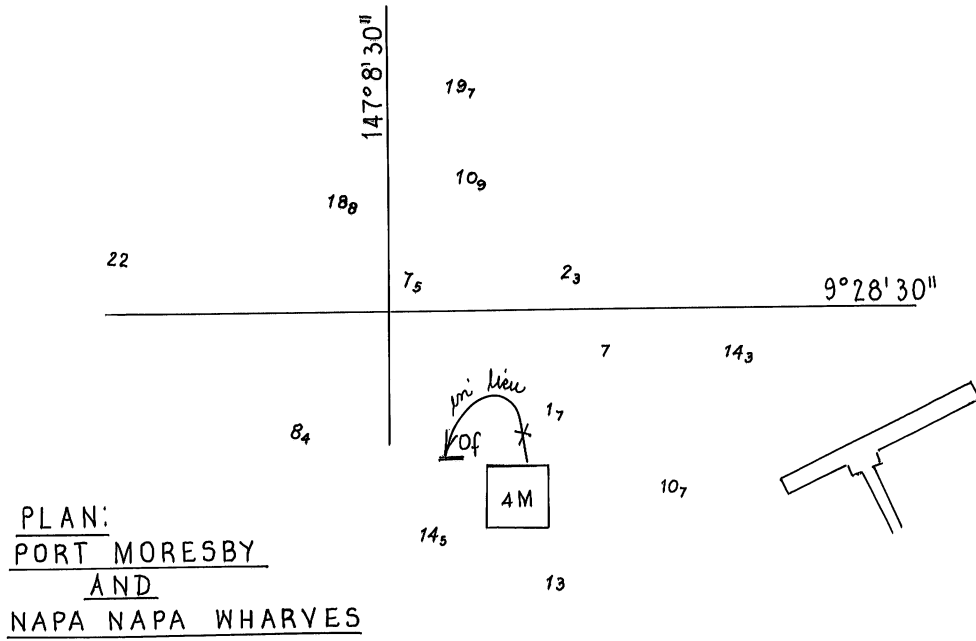 147° 8' 30"
19₇
10₉
18₈
22
7₅
2₃
9° 28' 30"
7
14₃
in lieu
Of
1₇
8₄
4M
10₇
14₅
13
PLAN:
PORT MORESBY
AND
NAPA NAPA WHARVES